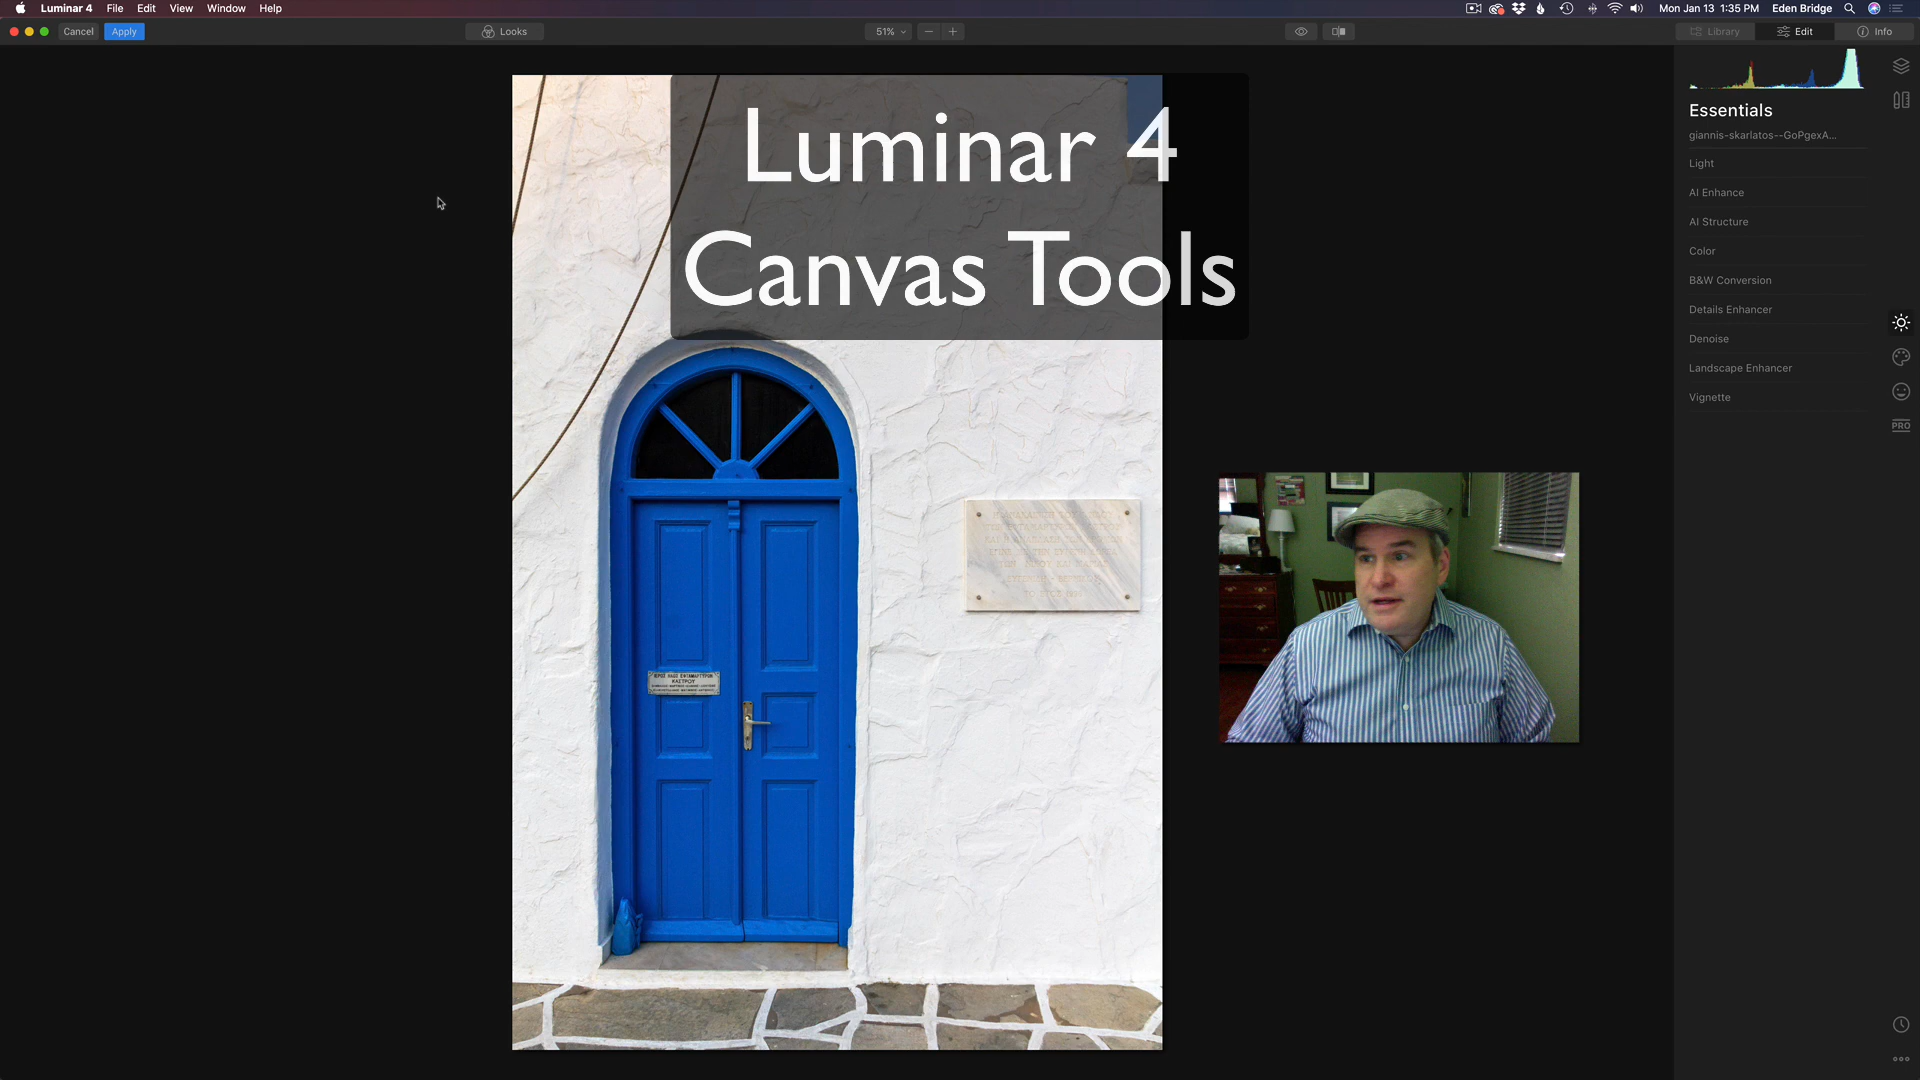 Luminar 4 File Edit View Window Help
Mon Jan 13 1:35 PM Eden Bridge
Cancel Apply
Looks
51%
Library Edit Info
Luminar 4
Canvas Tools
Essentials
giannis-skarlatos--GoPgexA...
Light
AI Enhance
AI Structure
Color
B&W Conversion
Details Enhancer
Denoise
Landscape Enhancer
Vignette
PRO
ΚΑΣΤΡΟΥ